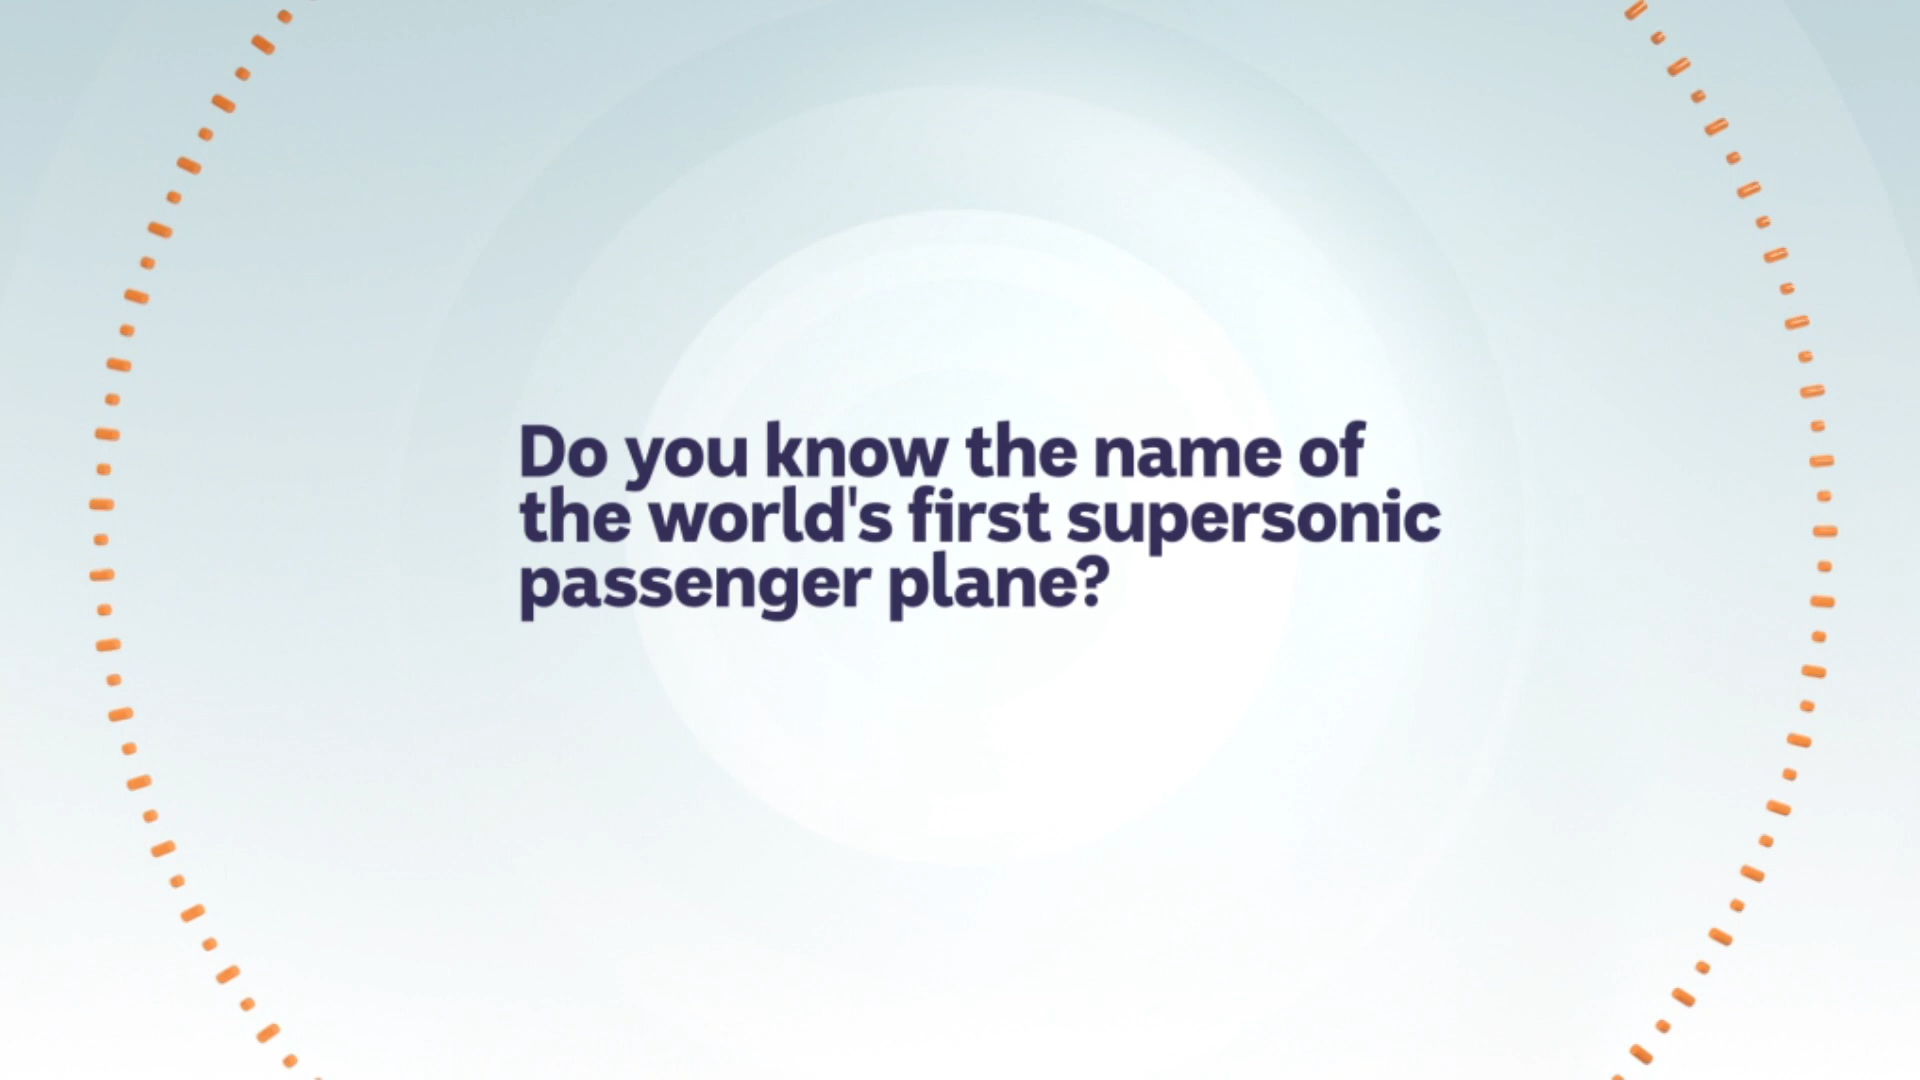 Do you know the name of
the world's first supersonic
passenger plane?